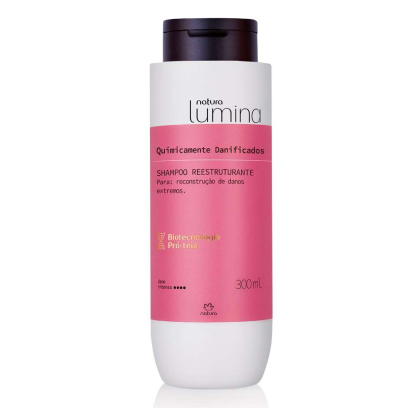 natura
lumina
Quimicamente Danificados
SHAMPOO REESTRUTURANTE
Para: reconstrução de danos
extremos.
Biotecnologia
Pró-teia
300mL
natura